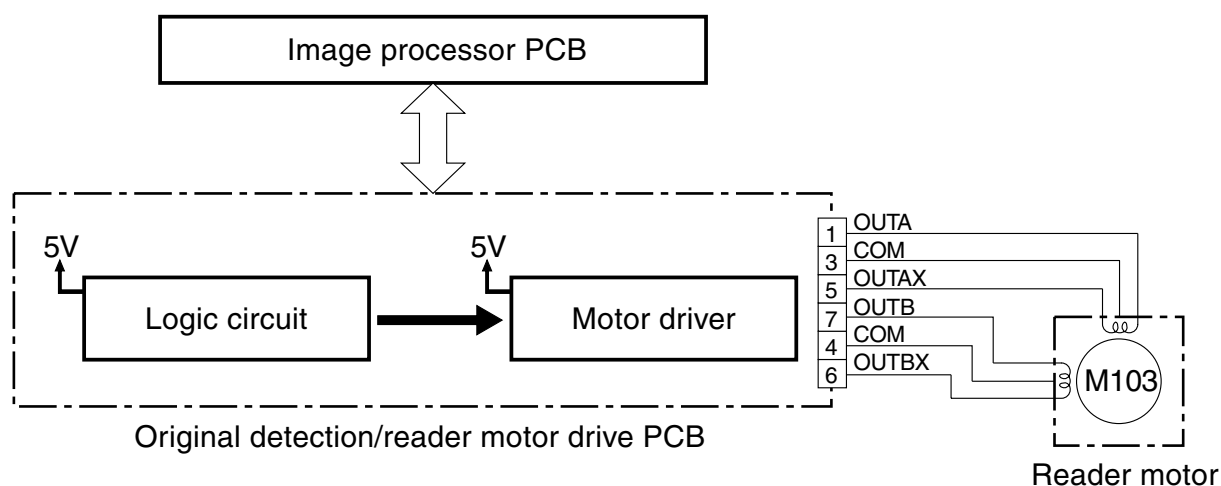 Image processor PCB
5V
5V
Logic circuit
Motor driver
1 OUTA
3 COM
5 OUTAX
7 OUTB
4 COM
6 OUTBX
M103
Original detection/reader motor drive PCB
Reader motor